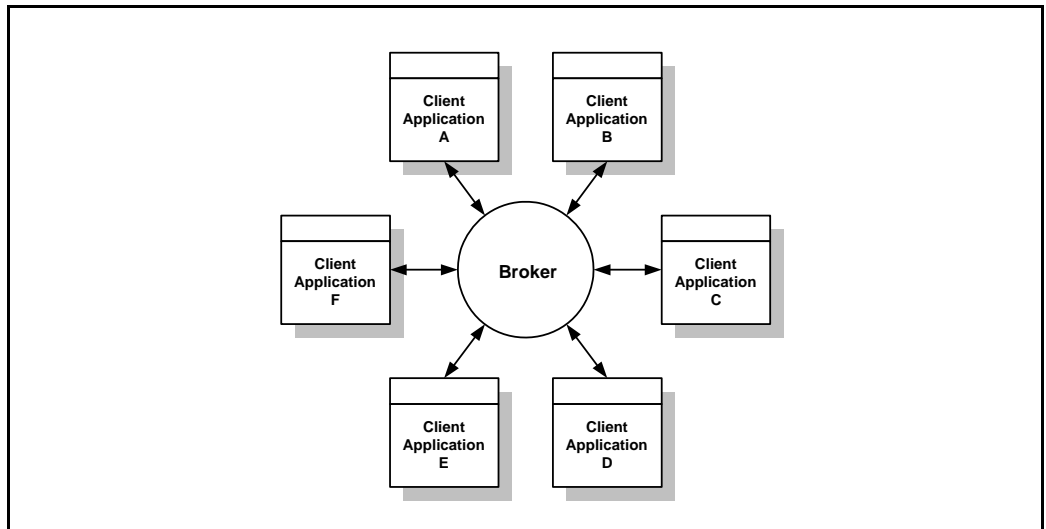 Client
Application
A
Client
Application
B
Client
Application
F
Broker
Client
Application
C
Client
Application
E
Client
Application
D